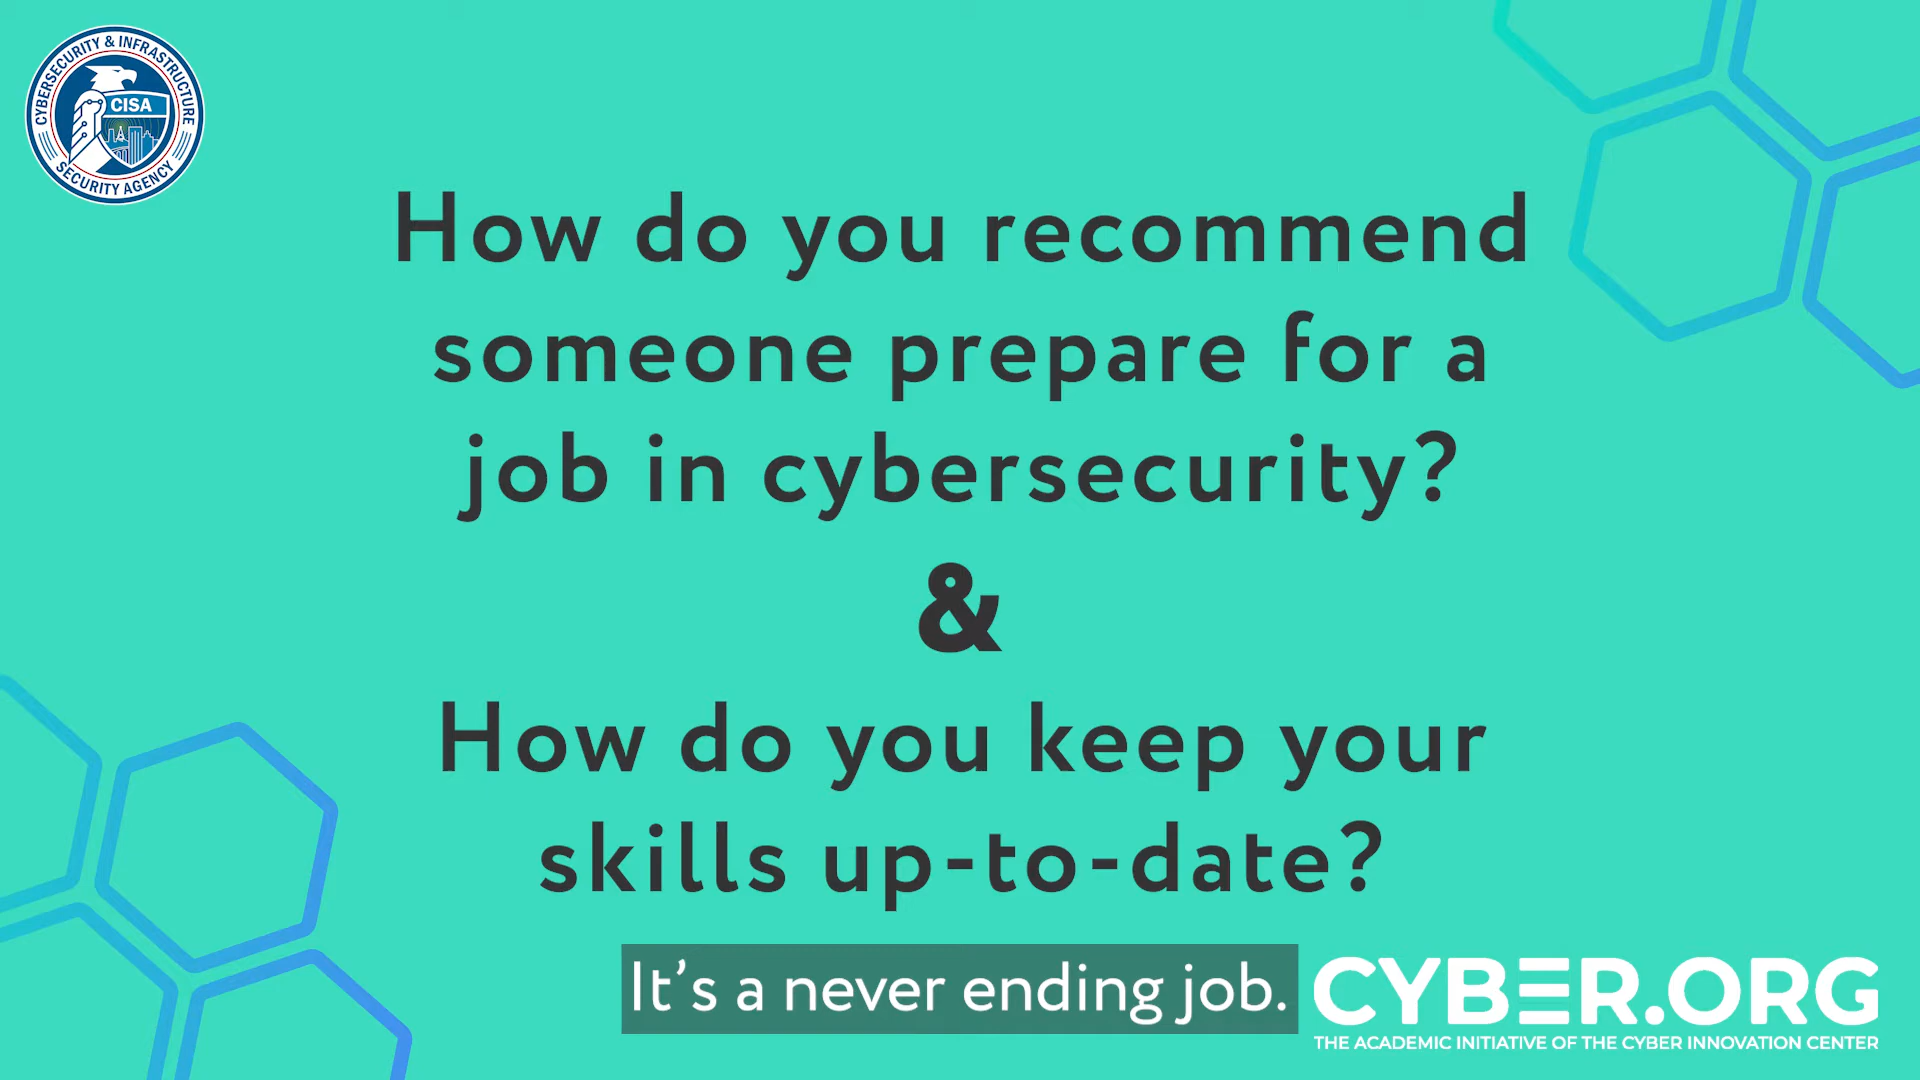 CYBERSECURITY & INFRASTRUCTURE
CISA
SECURITY AGENCY
How do you recommend
someone prepare for a
job in cybersecurity?
&
How do you keep your
skills up-to-date?
It’s a never ending job.
CYBER.ORG
THE ACADEMIC INITIATIVE OF THE CYBER INNOVATION CENTER